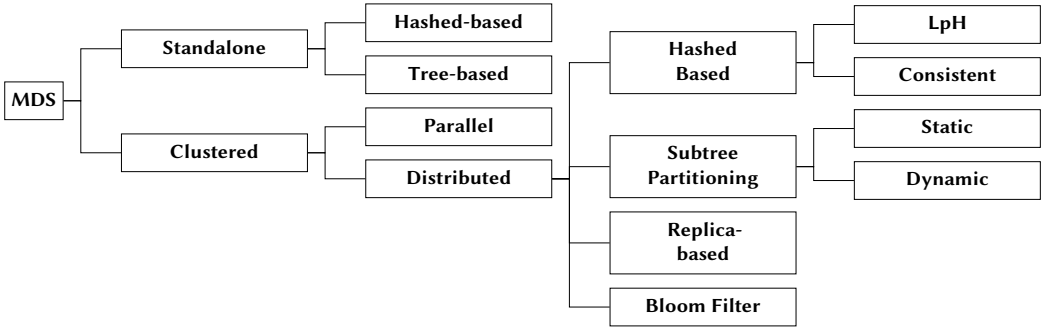 MDS
Standalone
Hashed-based
Tree-based
Clustered
Parallel
Distributed
Hashed
Based
LpH
Consistent
Subtree
Partitioning
Static
Dynamic
Replica-
based
Bloom Filter